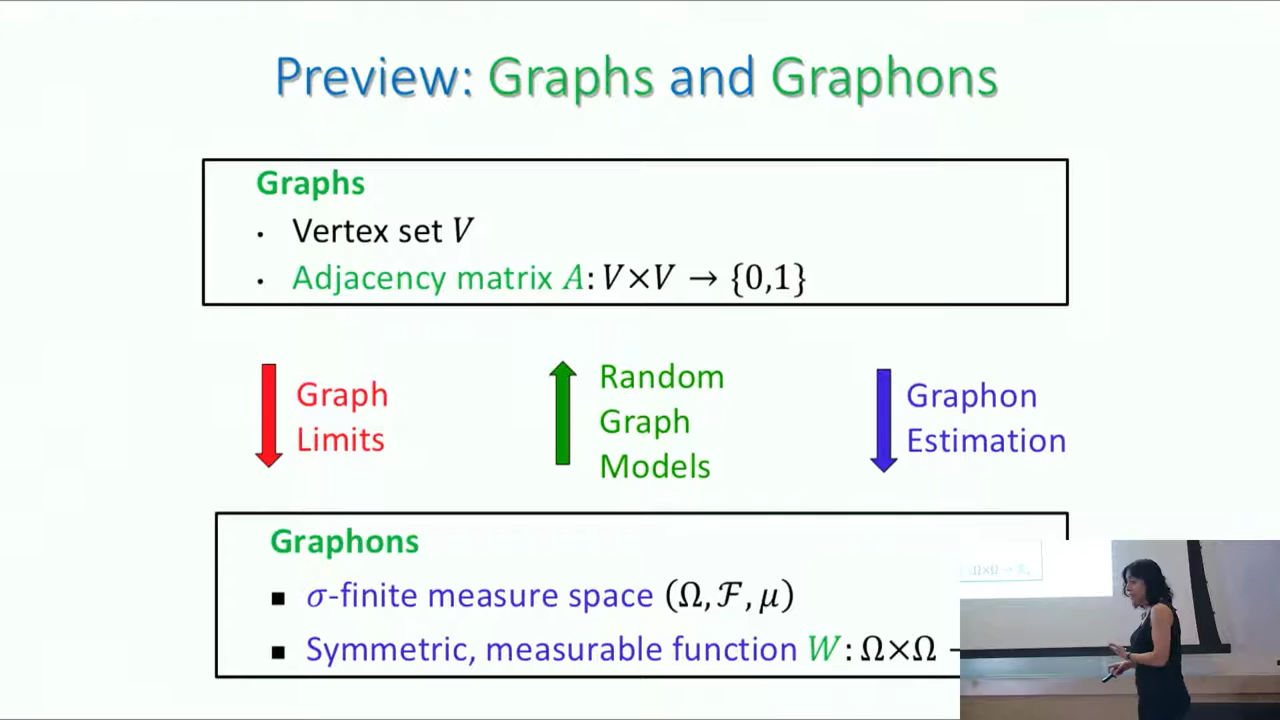 Preview: Graphs and Graphons
Graphs
· Vertex set V
· Adjacency matrix A: V×V → {0,1}
Graph
Limits
Random
Graph
Models
Graphon
Estimation
Graphons
▪ σ-finite measure space (Ω, ℱ, μ)
▪ Symmetric, measurable function W: Ω×Ω